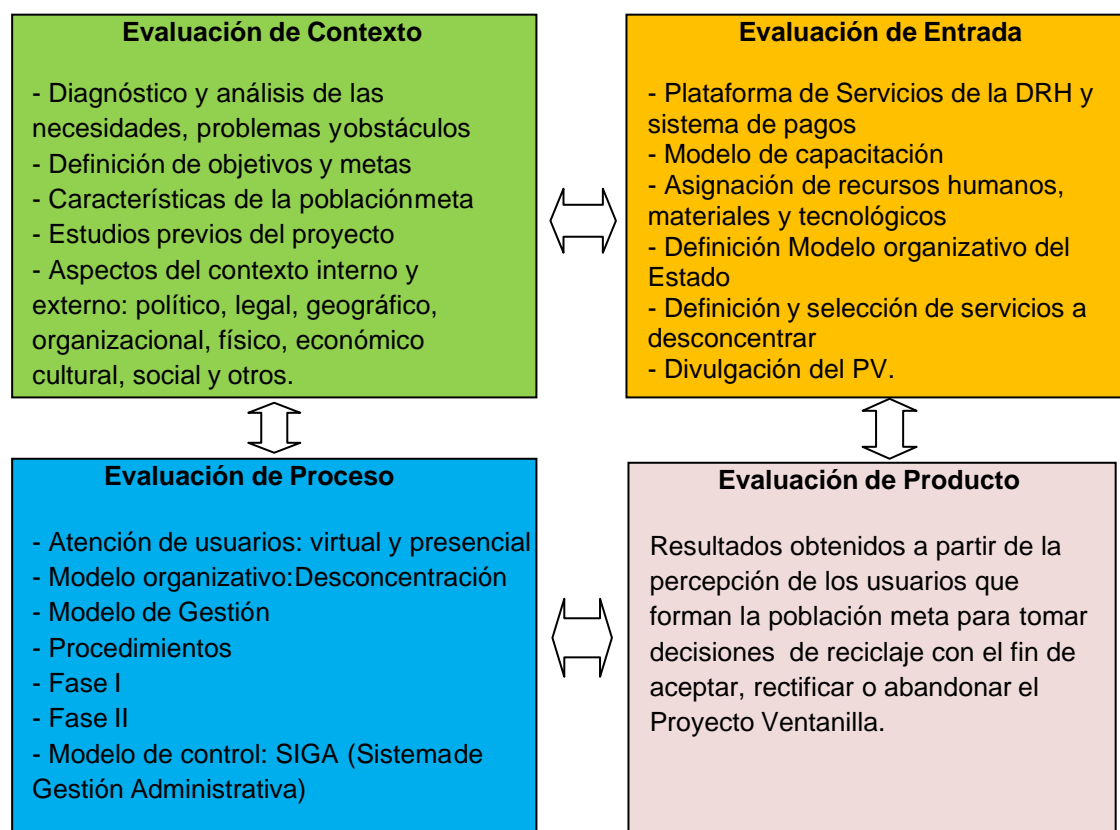 Evaluación de Contexto
- Diagnóstico y análisis de las
necesidades, problemas yobstáculos
- Definición de objetivos y metas
- Características de la poblaciónmeta
- Estudios previos del proyecto
- Aspectos del contexto interno y
externo: político, legal, geográfico,
organizacional, físico, económico
cultural, social y otros.
Evaluación de Entrada
- Plataforma de Servicios de la DRH y
sistema de pagos
- Modelo de capacitación
- Asignación de recursos humanos,
materiales y tecnológicos
- Definición Modelo organizativo del
Estado
- Definición y selección de servicios a
desconcentrar
- Divulgación del PV.
Evaluación de Proceso
- Atención de usuarios: virtual y presencial
- Modelo organizativo:Desconcentración
- Modelo de Gestión
- Procedimientos
- Fase I
- Fase II
- Modelo de control: SIGA (Sistemade
Gestión Administrativa)
Evaluación de Producto
Resultados obtenidos a partir de la
percepción de los usuarios que
forman la población meta para tomar
decisiones de reciclaje con el fin de
aceptar, rectificar o abandonar el
Proyecto Ventanilla.